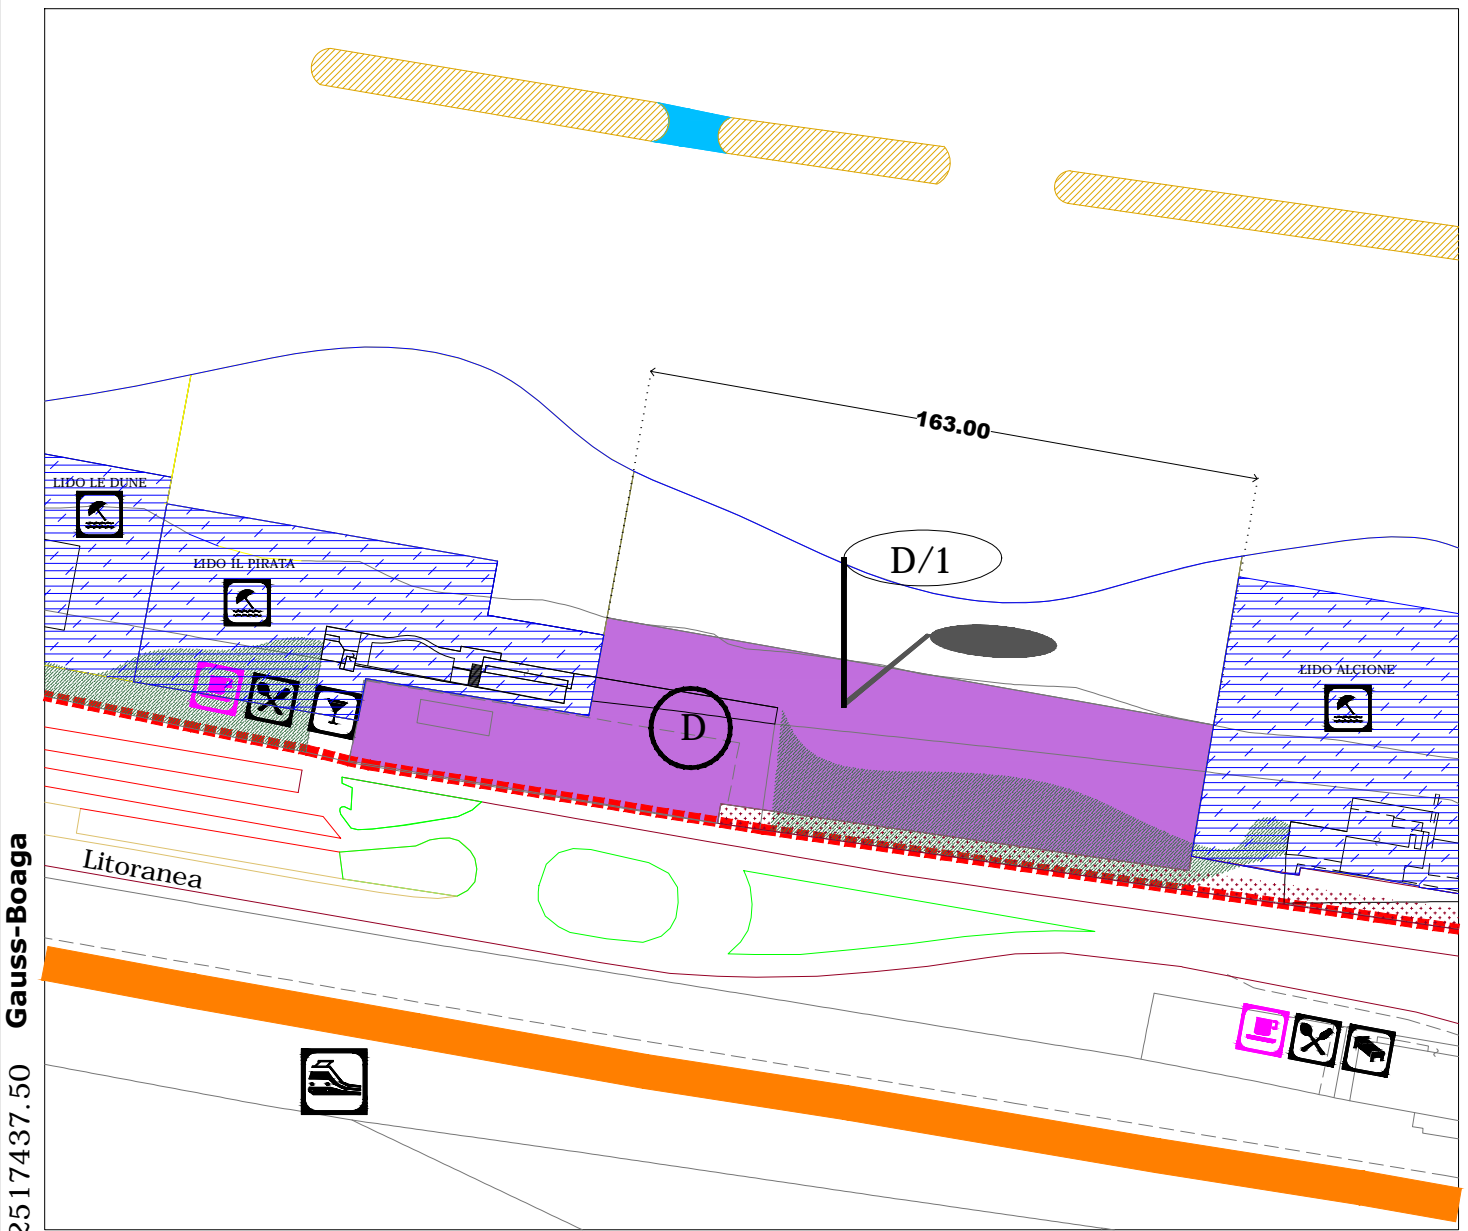 163.00
D/1
LIDO LE DUNE
LIDO IL PIRATA
LIDO ALCIONE
D
Litoranea
Gauss-Boaga
2517437.50